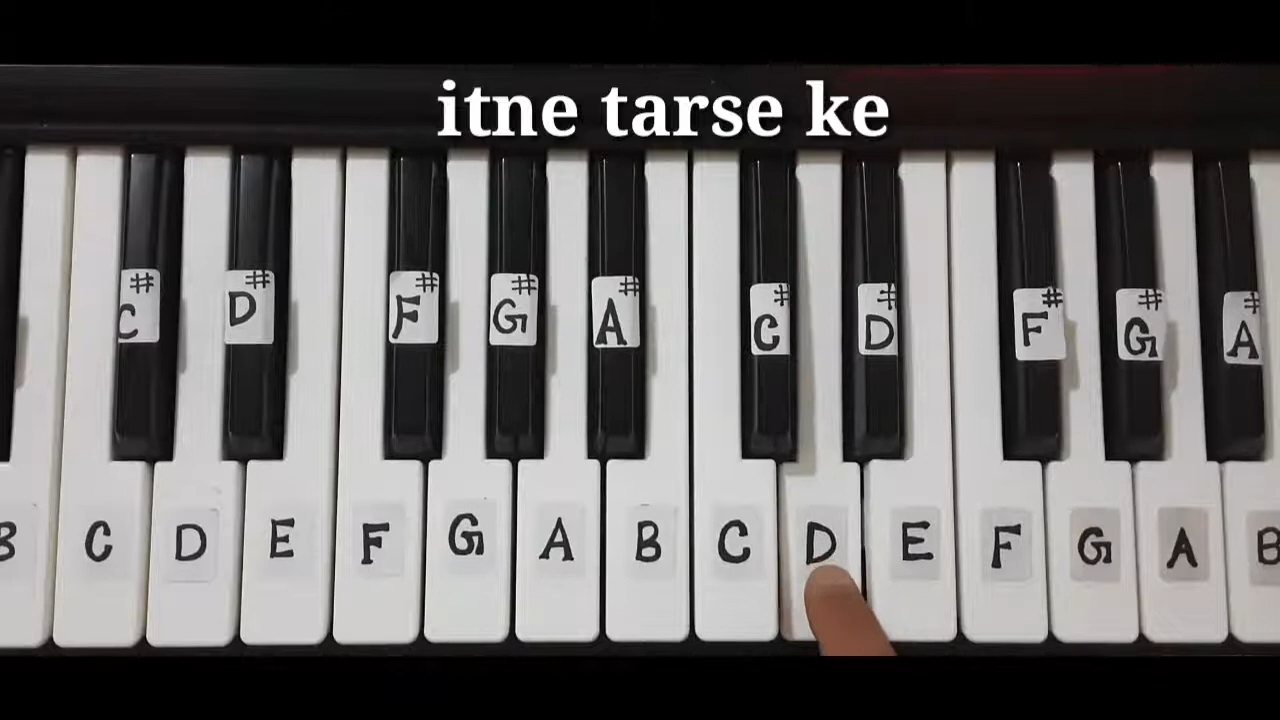 itne tarse ke
C# D# F# G# A# C# D# F# G# A#
B C D E F G A B C D E F G A B